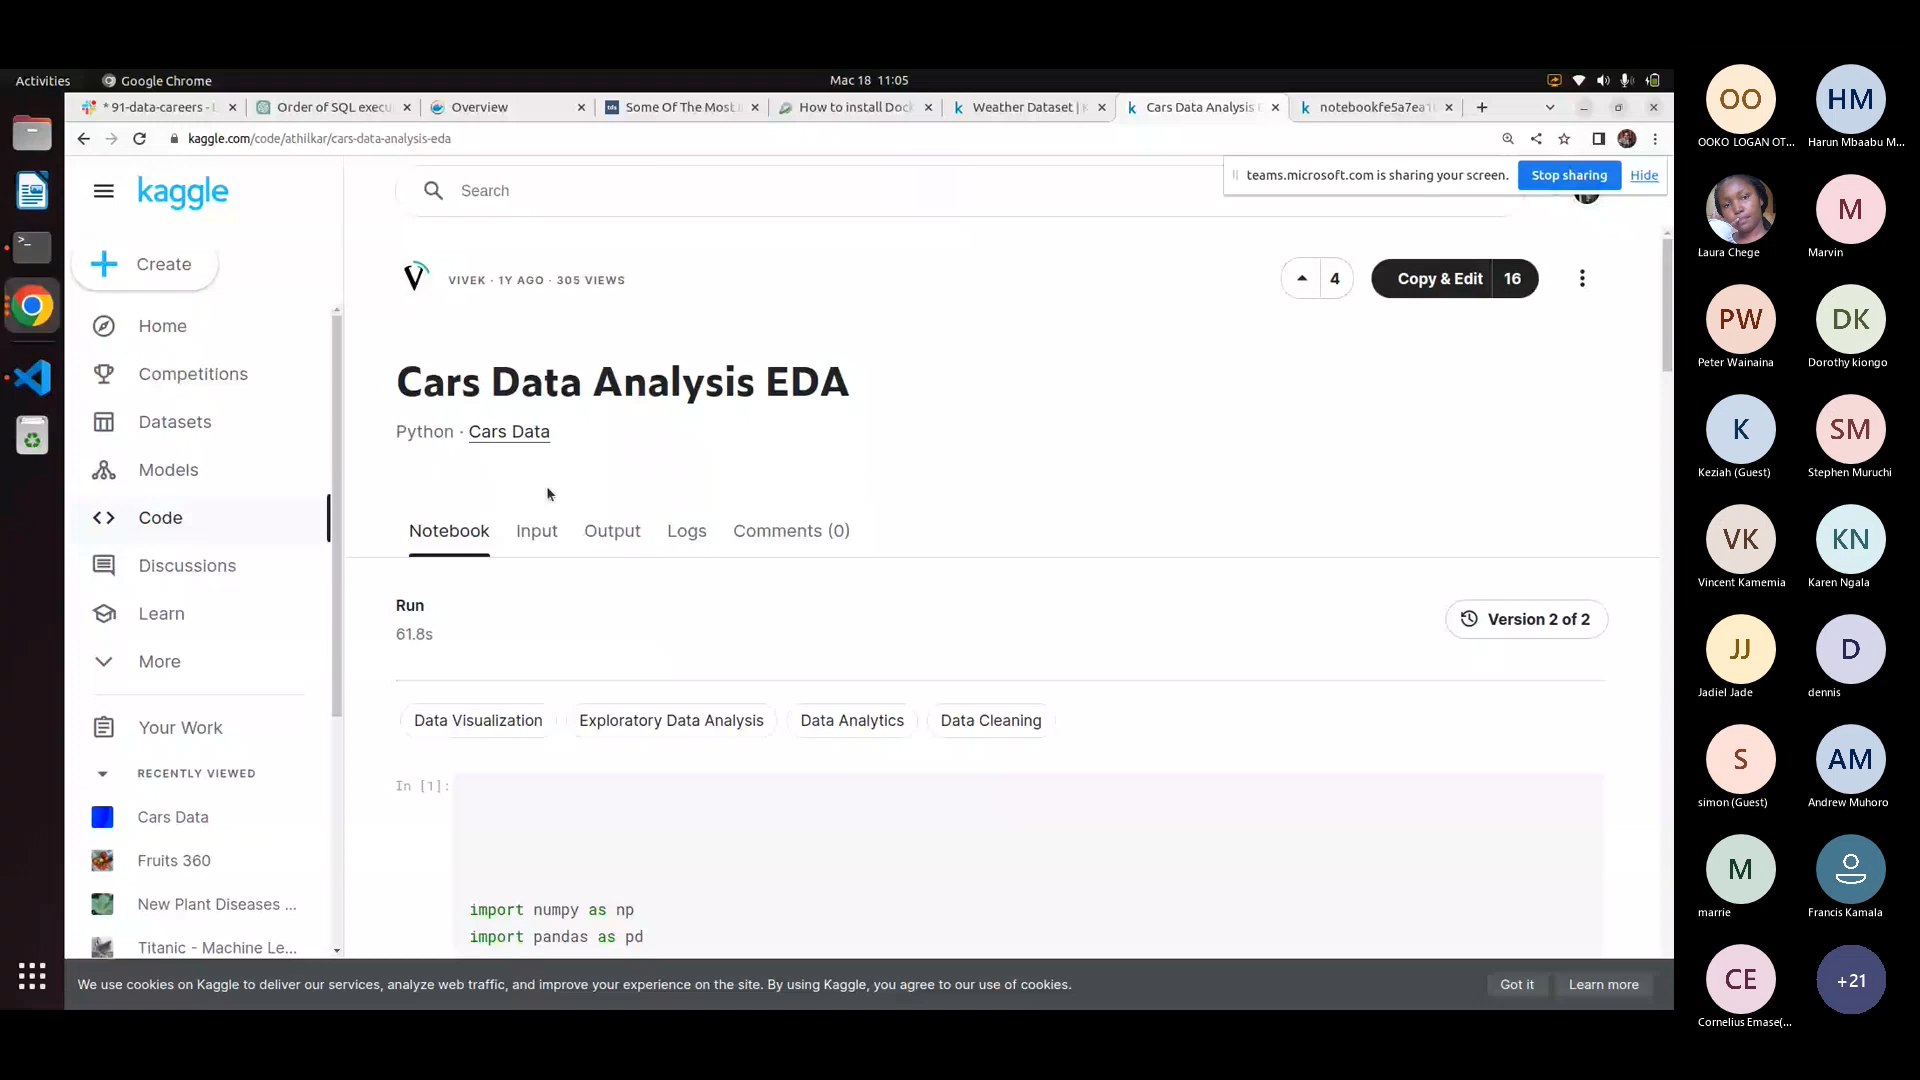 Activities
Google Chrome
Mac 18 11:05
* 91-data-careers -
Order of SQL execu
Overview
Some Of The Most
How to install Doc
Weather Dataset | K
Cars Data Analysis E
notebookfe5a7ea1
kaggle.com/code/athilkar/cars-data-analysis-eda
teams.microsoft.com is sharing your screen.
Stop sharing
Hide
kaggle
Search
Create
Home
Competitions
Datasets
Models
Code
Discussions
Learn
More
Your Work
RECENTLY VIEWED
Cars Data
Fruits 360
New Plant Diseases ...
Titanic - Machine Le...
VIVEK · 1Y AGO · 305 VIEWS
4
Copy & Edit
16
Cars Data Analysis EDA
Python · Cars Data
Notebook
Input
Output
Logs
Comments (0)
Run
61.8s
Version 2 of 2
Data Visualization
Exploratory Data Analysis
Data Analytics
Data Cleaning
In [1]:
import numpy as np
import pandas as pd
We use cookies on Kaggle to deliver our services, analyze web traffic, and improve your experience on the site. By using Kaggle, you agree to our use of cookies.
Got it
Learn more
OO
OOKO LOGAN OT...
HM
Harun Mbaabu M...
Laura Chege
M
Marvin
PW
Peter Wainaina
DK
Dorothy kiongo
K
Keziah (Guest)
SM
Stephen Muruchi
VK
Vincent Kamemia
KN
Karen Ngala
JJ
Jadiel Jade
D
dennis
S
simon (Guest)
AM
Andrew Muhoro
M
marrie
Francis Kamala
CE
Cornelius Emase(...
+21